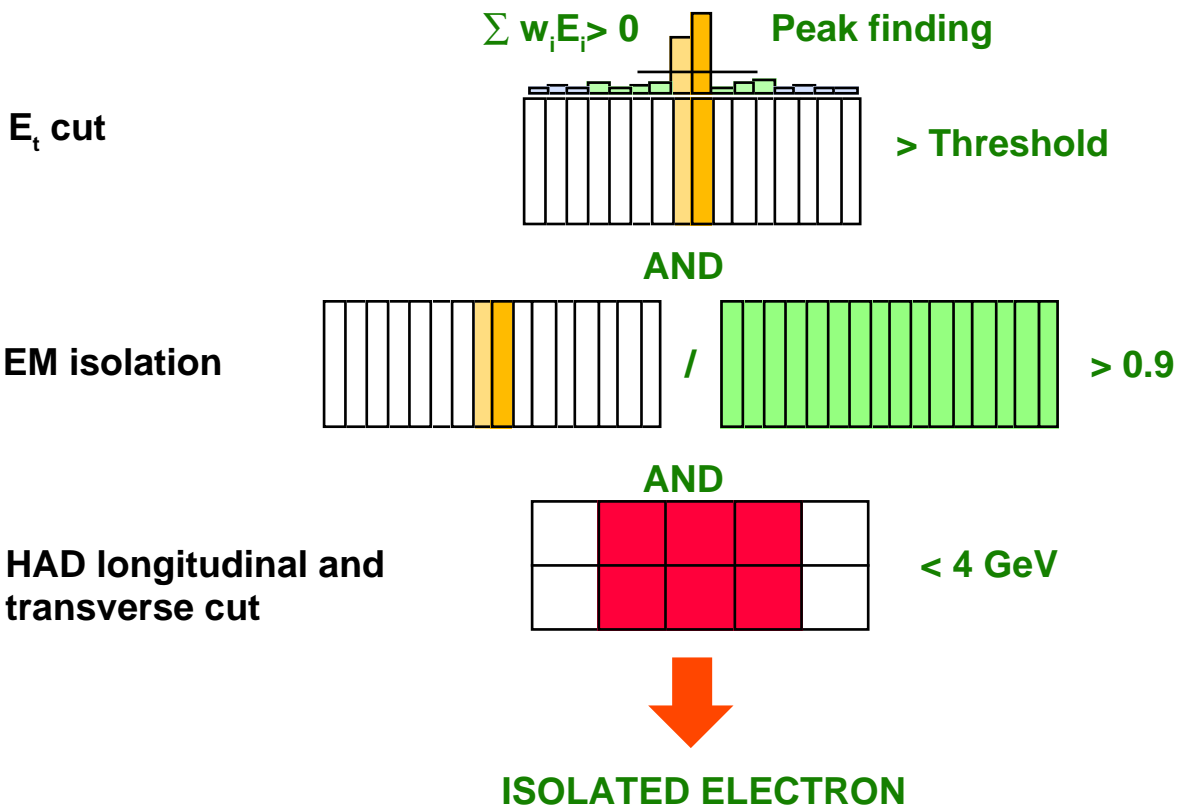 ∑ wᵢEᵢ> 0
Peak finding
Eₜ cut
> Threshold
AND
EM isolation
/
> 0.9
AND
HAD longitudinal and
transverse cut
< 4 GeV
ISOLATED ELECTRON